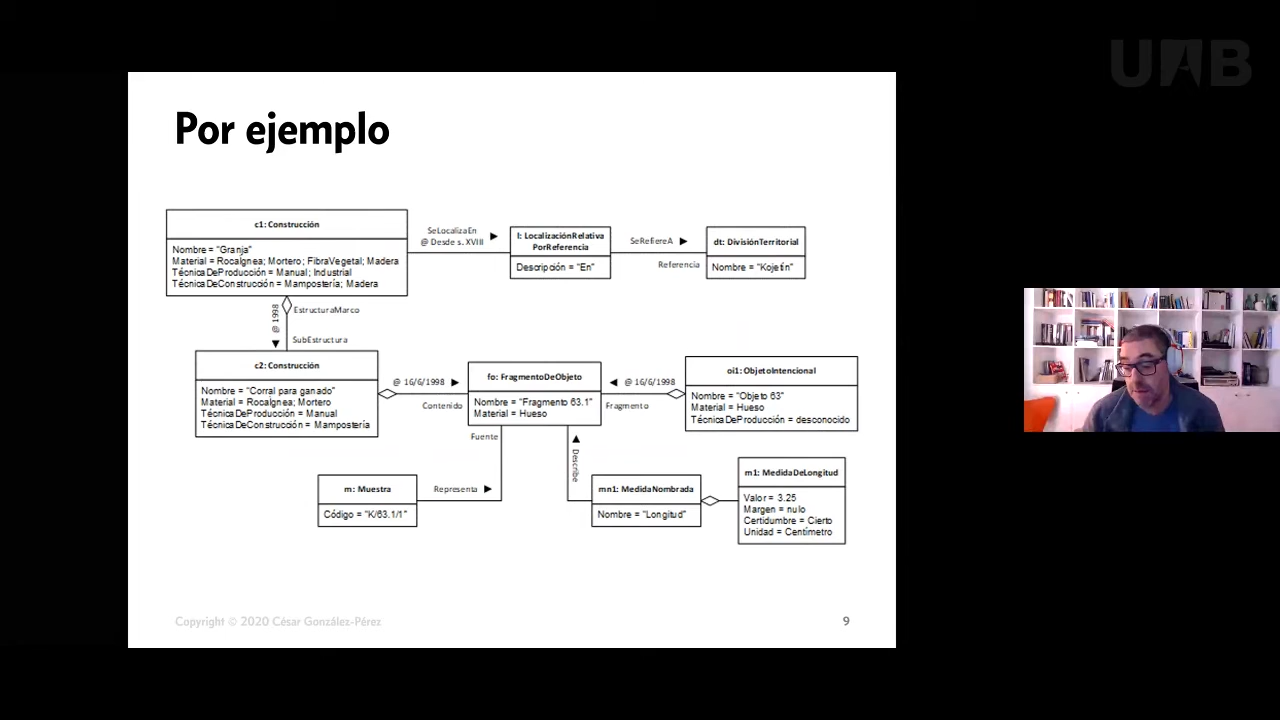 UAB
Por ejemplo
c1: Construcción
Nombre = "Granja"
Material = RocaIgnea; Mortero; FibraVegetal; Madera
TécnicaDeProducción = Manual; Industrial
TécnicaDeConstrucción = Mampostería; Madera
SeLocalizaEn
@ Desde s. XVIII
l: LocalizaciónRelativa
PorReferencia
Descripción = "En"
SeRefiereA
Referencia
dt: DivisiónTerritorial
Nombre = "Kojetín"
@ 1998
EstructuraMarco
SubEstructura
c2: Construcción
Nombre = "Corral para ganado"
Material = RocaIgnea; Mortero
TécnicaDeProducción = Manual
TécnicaDeConstrucción = Mampostería
@ 16/6/1998
Contenido
fo: FragmentoDeObjeto
Nombre = "Fragmento 63.1"
Material = Hueso
@ 16/6/1998
Fragmento
oi1: ObjetoIntencional
Nombre = "Objeto 63"
Material = Hueso
TécnicaDeProducción = desconocido
Fuente
Describe
m: Muestra
Código = "K/63.1/1"
Representa
mn1: MedidaNombrada
Nombre = "Longitud"
m1: MedidaDeLongitud
Valor = 3.25
Margen = nulo
Certidumbre = Cierto
Unidad = Centímetro
Copyright © 2020 César González-Pérez
9